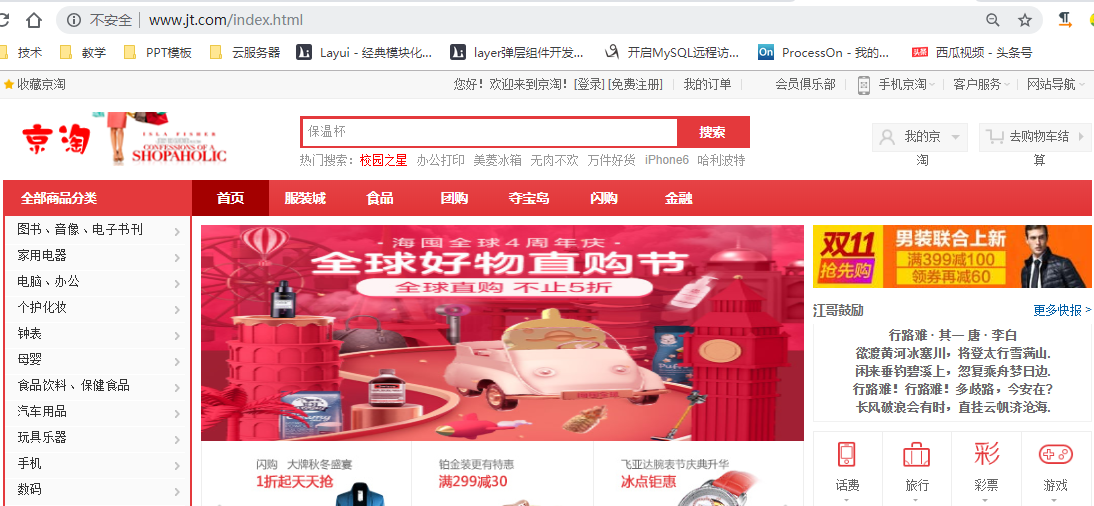 不安全 | www.jt.com/index.html
技术 教学 PPT模板 云服务器 Layui - 经典模块化... layer弹层组件开发... 开启MySQL远程访... On ProcessOn - 我的... 头条 西瓜视频 - 头条号
收藏京淘 您好！欢迎来到京淘！[登录] [免费注册] 我的订单 会员俱乐部 手机京淘 客户服务 网站导航
京淘
ISLA FISHER
CONFESSIONS OF A
SHOPAHOLIC
保温杯 搜索
我的京淘
去购物车结算
热门搜索： 校园之星 办公打印 美菱冰箱 无肉不欢 万件好货 iPhone6 哈利波特
全部商品分类 首页 服装城 食品 团购 夺宝岛 闪购 金融
图书、音像、电子书刊 >
家用电器 >
电脑、办公 >
个护化妆 >
钟表 >
母婴 >
食品饮料、保健食品 >
汽车用品 >
玩具乐器 >
手机 >
数码 >
· 海囤全球4周年庆 ·
全球好物直购节
全球直购 不止5折
闪购 大牌秋冬盛宴
1折起天天抢
铂金装更有特惠
满299减30
飞亚达腕表节庆典升华
冰点钜惠
双11
抢先购
男装联合上新
满399减100
领券再减60
江哥鼓励 更多快报 >
行路难 · 其一 唐 · 李白
欲渡黄河冰塞川，将登太行雪满山.
闲来垂钓碧溪上，忽复乘舟梦日边.
行路难！行路难！多歧路，今安在？
长风破浪会有时，直挂云帆济沧海.
彩
话费 旅行 彩票 游戏